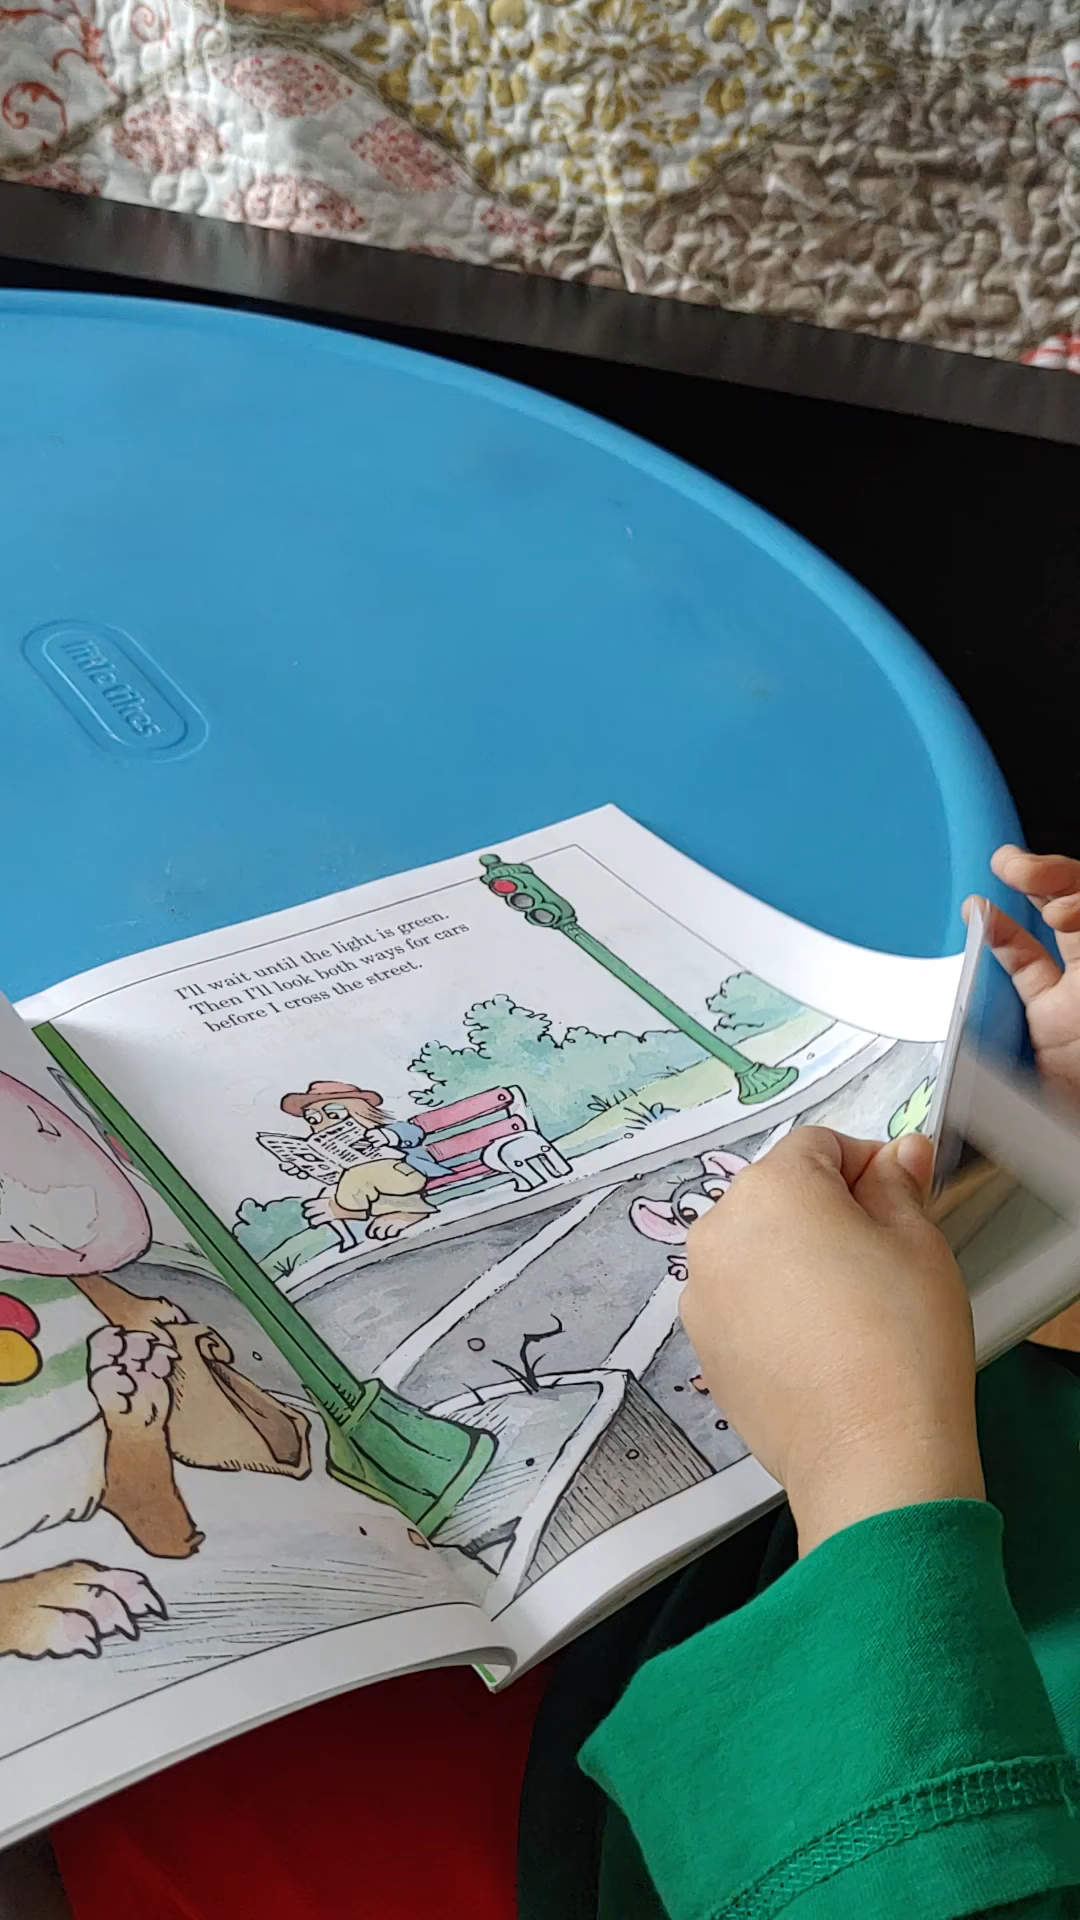 little tikes
I'll wait until the light is green.
Then I'll look both ways for cars
before I cross the street.